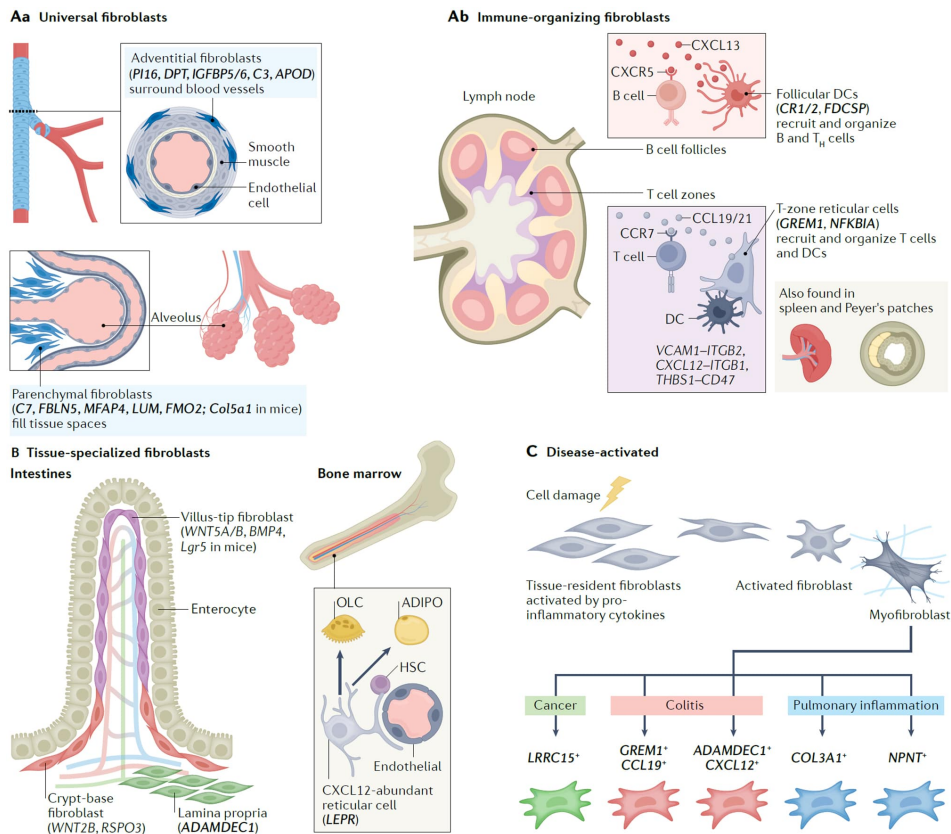 Aa Universal fibroblasts
Adventitial fibroblasts
(PI16, DPT, IGFBP5/6, C3, APOD)
surround blood vessels
Smooth
muscle
Endothelial
cell
Alveolus
Parenchymal fibroblasts
(C7, FBLN5, MFAP4, LUM, FMO2; Col5a1 in mice)
fill tissue spaces
Ab Immune-organizing fibroblasts
Lymph node
CXCL13
CXCR5
B cell
Follicular DCs
(CR1/2, FDCSP)
recruit and organize
B and TH cells
B cell follicles
T cell zones
CCL19/21
CCR7
T cell
DC
VCAM1–ITGB2,
CXCL12–ITGB1,
THBS1–CD47
T-zone reticular cells
(GREM1, NFKBIA)
recruit and organize T cells
and DCs
Also found in
spleen and Peyer's patches
B Tissue-specialized fibroblasts
Intestines
Villus-tip fibroblast
(WNT5A/B, BMP4,
Lgr5 in mice)
Enterocyte
Crypt-base
fibroblast
(WNT2B, RSPO3)
Lamina propria
(ADAMDEC1)
Bone marrow
OLC
ADIPO
HSC
Endothelial
CXCL12-abundant
reticular cell
(LEPR)
C Disease-activated
Cell damage
Tissue-resident fibroblasts
activated by pro-
inflammatory cytokines
Activated fibroblast
Myofibroblast
Cancer
Colitis
Pulmonary inflammation
LRRC15+
GREM1+
CCL19+
ADAMDEC1+
CXCL12+
COL3A1+
NPNT+